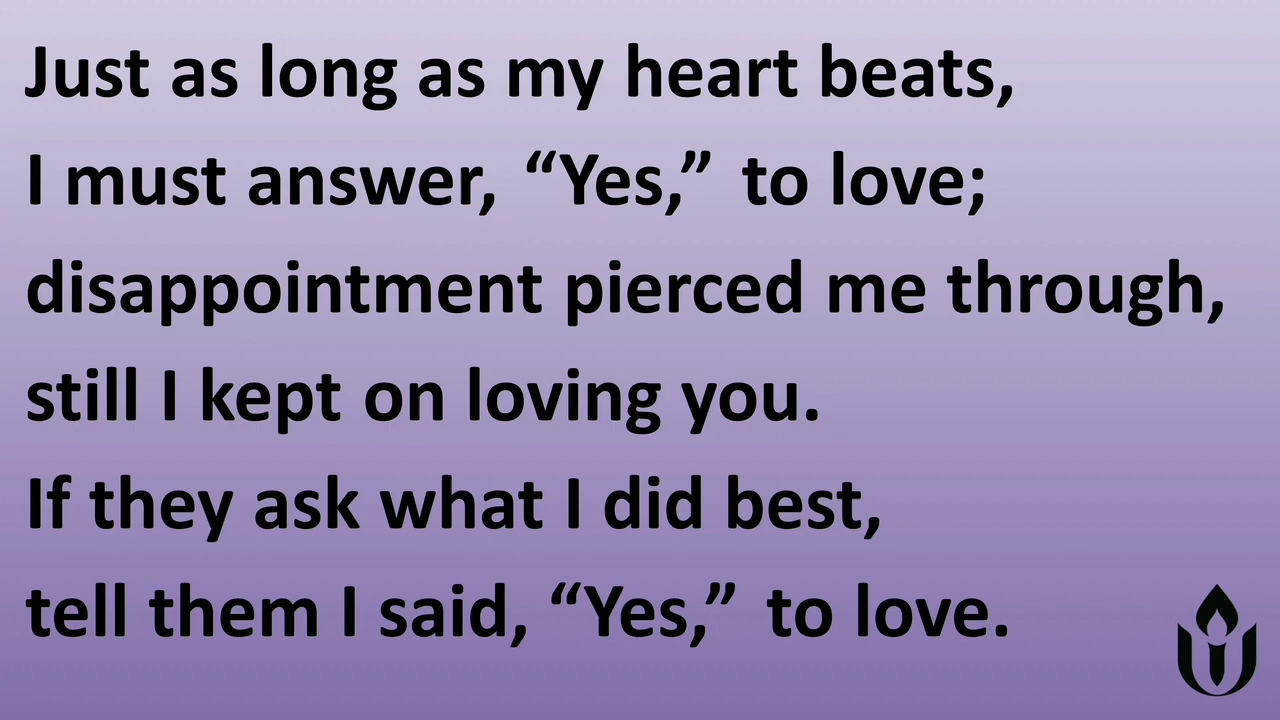 Just as long as my heart beats,
I must answer, “Yes,” to love;
disappointment pierced me through,
still I kept on loving you.
If they ask what I did best,
tell them I said, “Yes,” to love.